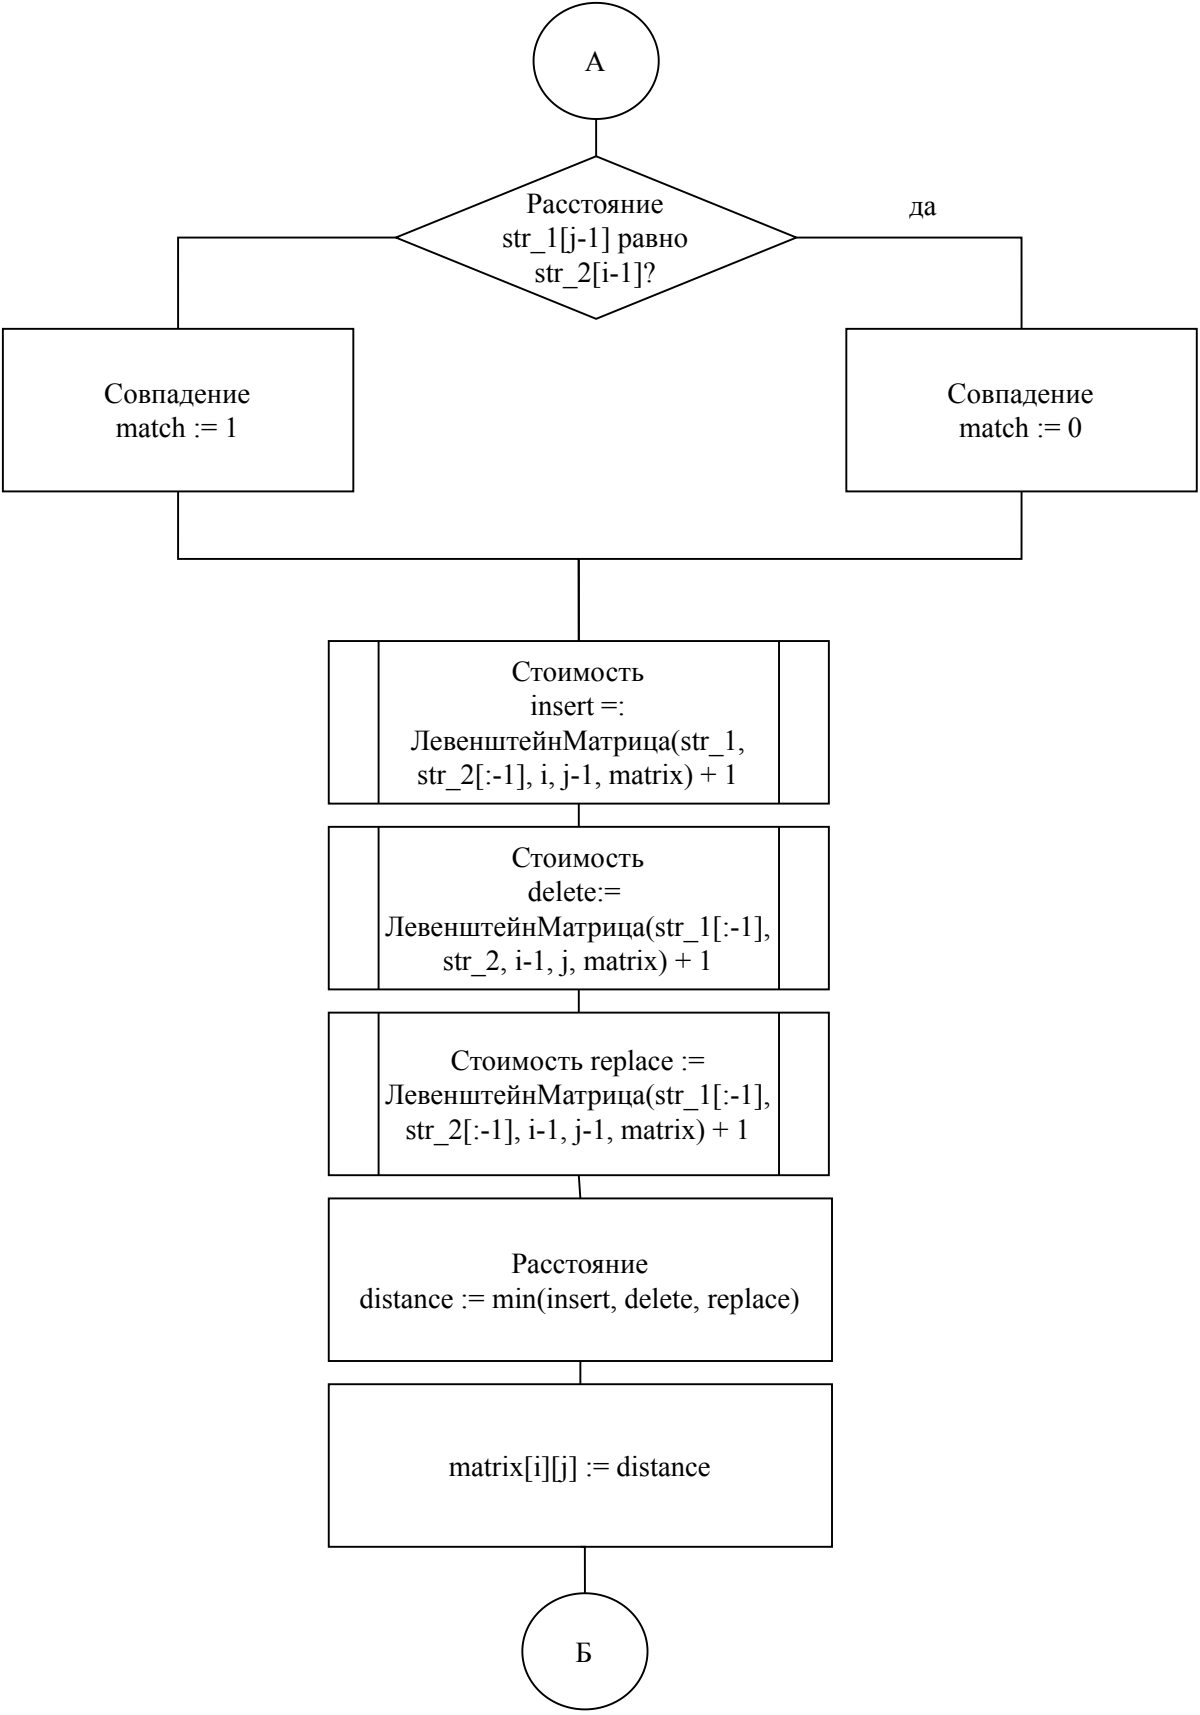 А
Расстояние
str_1[j-1] равно
str_2[i-1]?
да
Совпадение
match := 1
Совпадение
match := 0
Стоимость
insert =:
ЛевенштейнМатрица(str_1,
str_2[:-1], i, j-1, matrix) + 1
Стоимость
delete:=
ЛевенштейнМатрица(str_1[:-1],
str_2, i-1, j, matrix) + 1
Стоимость replace :=
ЛевенштейнМатрица(str_1[:-1],
str_2[:-1], i-1, j-1, matrix) + 1
Расстояние
distance := min(insert, delete, replace)
matrix[i][j] := distance
Б